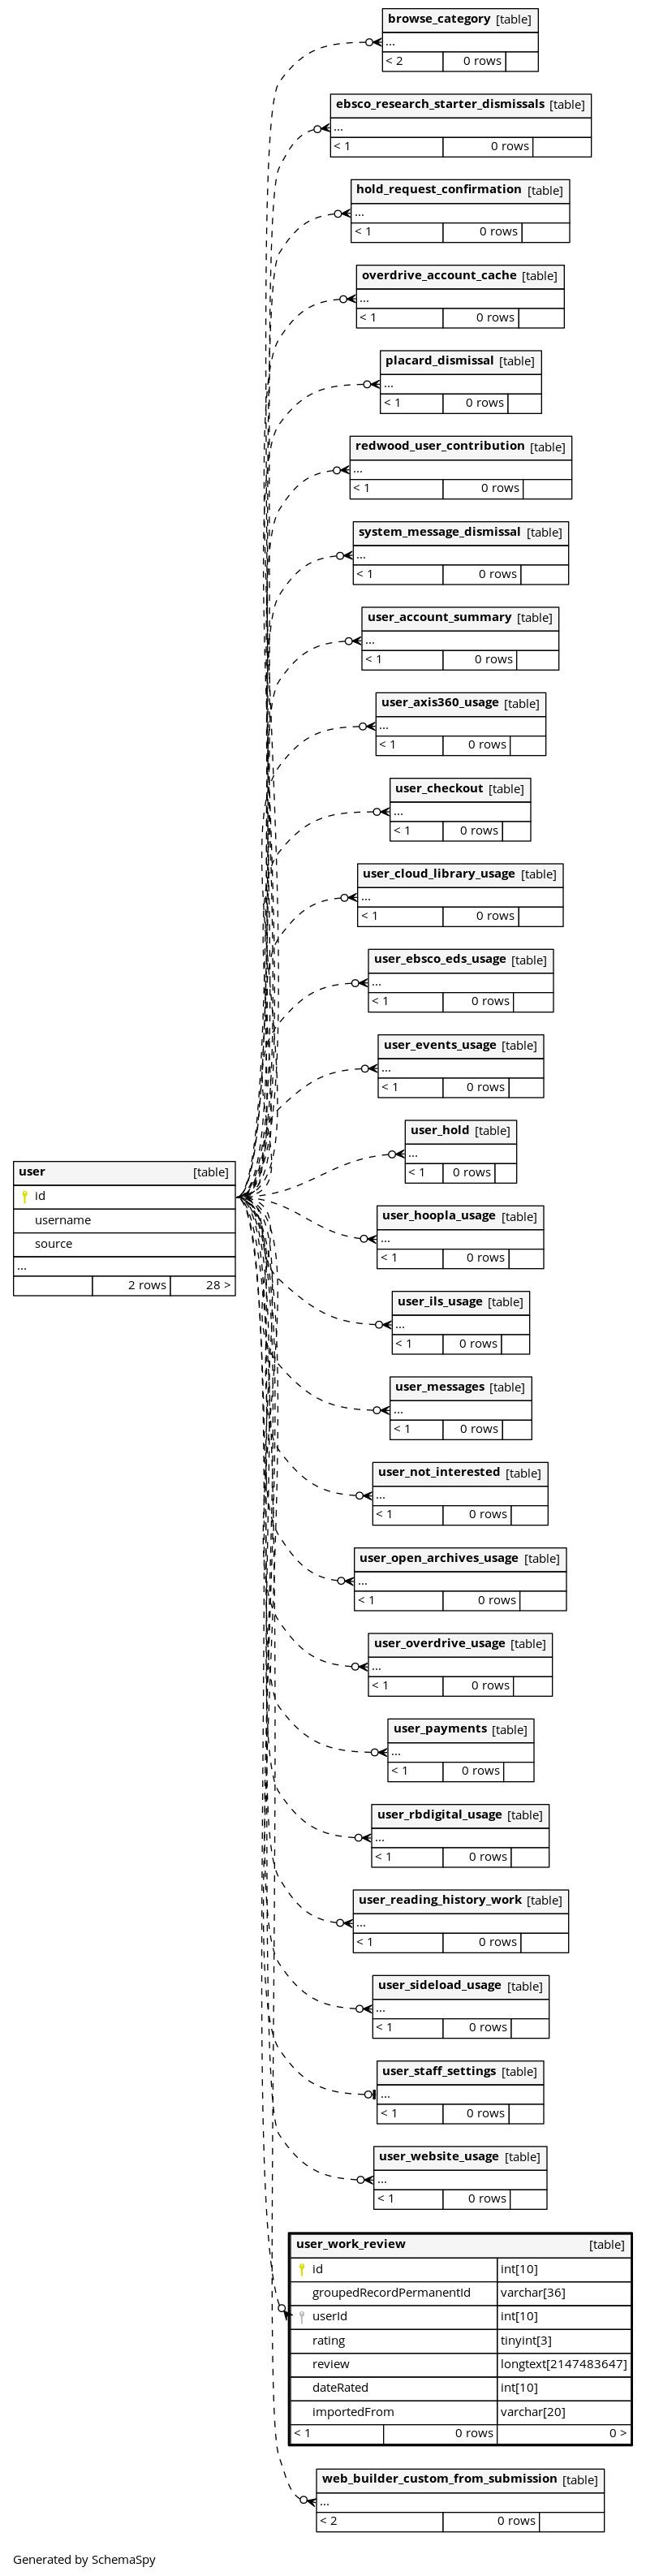 browse_category [table]
...
< 2 0 rows
ebsco_research_starter_dismissals [table]
...
< 1 0 rows
hold_request_confirmation [table]
...
< 1 0 rows
overdrive_account_cache [table]
...
< 1 0 rows
placard_dismissal [table]
...
< 1 0 rows
redwood_user_contribution [table]
...
< 1 0 rows
system_message_dismissal [table]
...
< 1 0 rows
user_account_summary [table]
...
< 1 0 rows
user_axis360_usage [table]
...
< 1 0 rows
user_checkout [table]
...
< 1 0 rows
user_cloud_library_usage [table]
...
< 1 0 rows
user_ebsco_eds_usage [table]
...
< 1 0 rows
user_events_usage [table]
...
< 1 0 rows
user_hold [table]
...
< 1 0 rows
user [table]
id
username
source
...
2 rows 28 >
user_hoopla_usage [table]
...
< 1 0 rows
user_ils_usage [table]
...
< 1 0 rows
user_messages [table]
...
< 1 0 rows
user_not_interested [table]
...
< 1 0 rows
user_open_archives_usage [table]
...
< 1 0 rows
user_overdrive_usage [table]
...
< 1 0 rows
user_payments [table]
...
< 1 0 rows
user_rbdigital_usage [table]
...
< 1 0 rows
user_reading_history_work [table]
...
< 1 0 rows
user_sideload_usage [table]
...
< 1 0 rows
user_staff_settings [table]
...
< 1 0 rows
user_website_usage [table]
...
< 1 0 rows
user_work_review [table]
id int[10]
groupedRecordPermanentId varchar[36]
userId int[10]
rating tinyint[3]
review longtext[2147483647]
dateRated int[10]
importedFrom varchar[20]
< 1 0 rows 0 >
web_builder_custom_from_submission [table]
...
< 2 0 rows
Generated by SchemaSpy